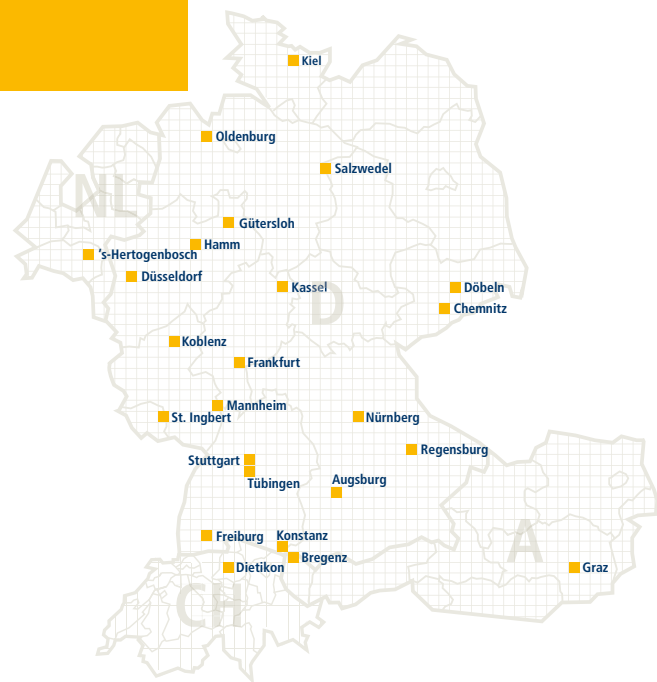 Kiel
Oldenburg
Salzwedel
NL
Gütersloh
Hamm
's-Hertogenbosch
Düsseldorf
Kassel
D
Döbeln
Chemnitz
Koblenz
Frankfurt
Mannheim
St. Ingbert
Nürnberg
Regensburg
Stuttgart
Tübingen
Augsburg
Freiburg
Konstanz
A
Bregenz
Dietikon
Graz
CH